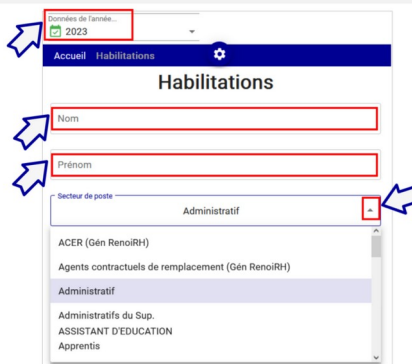 Données de l'année...
2023
Accueil Habilitations
Habilitations
Nom
Prénom
Secteur de poste
Administratif
ACER (Gén RenoiRH)
Agents contractuels de remplacement (Gén RenoiRH)
Administratif
Administratifs du Sup.
ASSISTANT D'EDUCATION
Apprentis